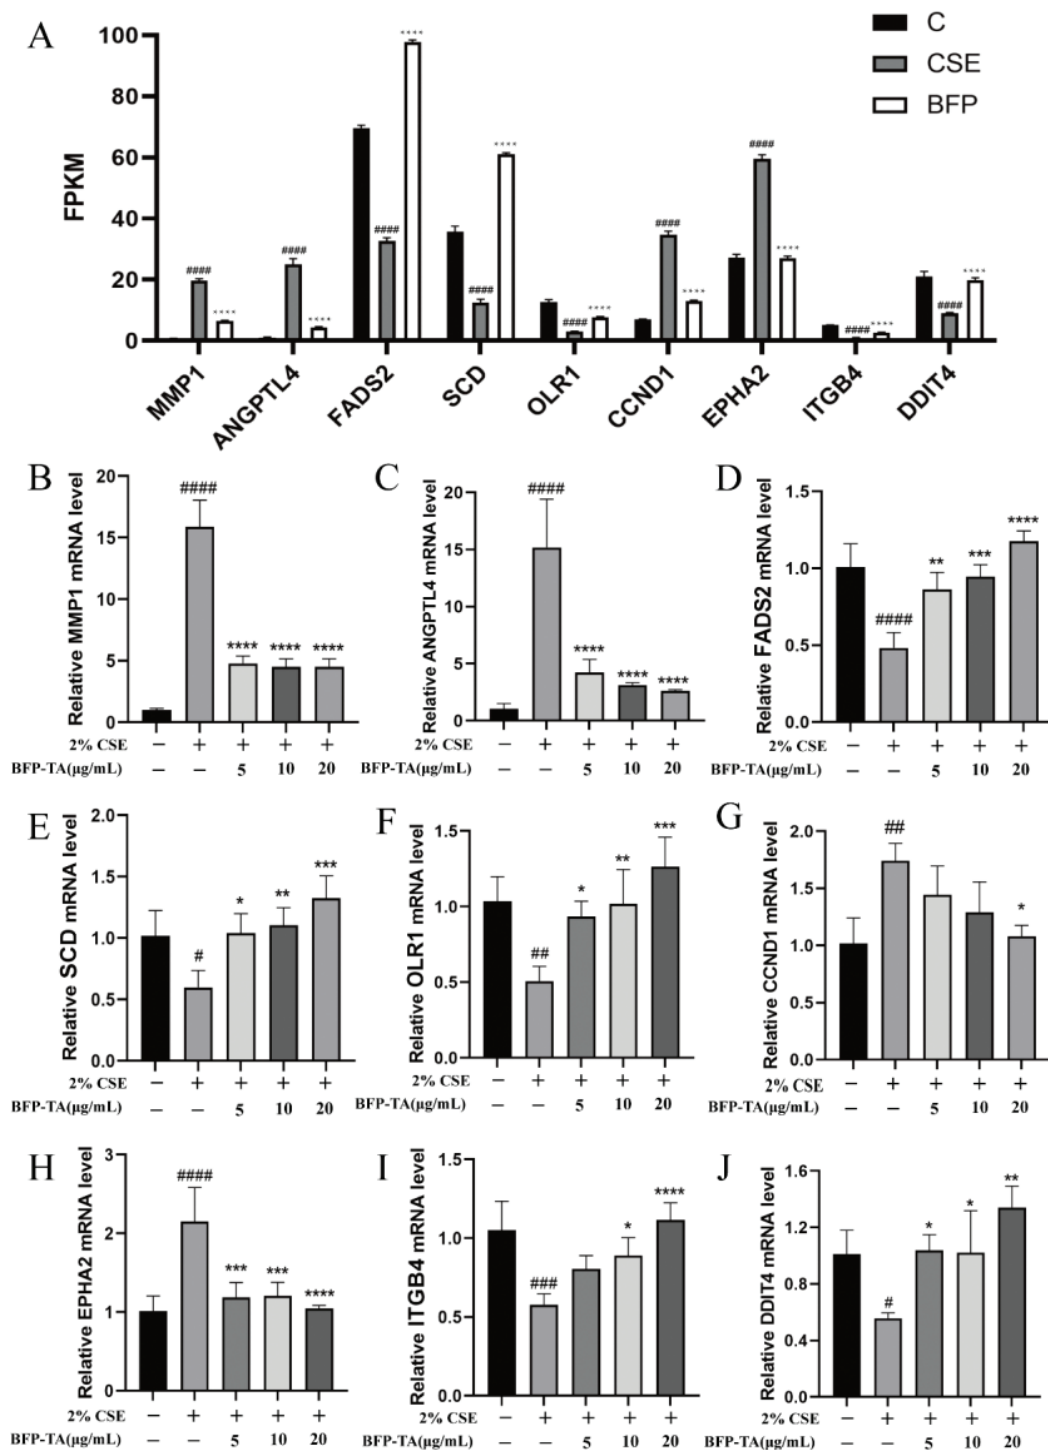 A
C
CSE
BFP
FPKM
100
80
60
40
20
0
####
****
####
****
####
****
####
****
####
****
####
****
####
****
####
****
####
****
MMP1
ANGPTL4
FADS2
SCD
OLR1
CCND1
EPHA2
ITGB4
DDIT4
B
Relative MMP1 mRNA level
20
15
10
5
0
####
**** **** ****
2% CSE − + + + +
BFP-TA(μg/mL) − − 5 10 20
C
Relative ANGPTL4 mRNA level
20
15
10
5
0
####
**** **** ****
2% CSE − + + + +
BFP-TA(μg/mL) − − 5 10 20
D
Relative FADS2 mRNA level
1.5
1.0
0.5
0.0
####
** *** ****
2% CSE − + + + +
BFP-TA(μg/mL) − − 5 10 20
E
Relative SCD mRNA level
2.0
1.5
1.0
0.5
0.0
#
* ** ***
2% CSE − + + + +
BFP-TA(μg/mL) − − 5 10 20
F
Relative OLR1 mRNA level
1.5
1.0
0.5
0.0
##
* ** ***
2% CSE − + + + +
BFP-TA(μg/mL) − − 5 10 20
G
Relative CCND1 mRNA level
2.0
1.5
1.0
0.5
0.0
##
*
2% CSE − + + + +
BFP-TA(μg/mL) − − 5 10 20
H
Relative EPHA2 mRNA level
3
2
1
0
####
*** *** ****
2% CSE − + + + +
BFP-TA(μg/mL) − − 5 10 20
I
Relative ITGB4 mRNA level
1.5
1.0
0.5
0.0
###
* ****
2% CSE − + + + +
BFP-TA(μg/mL) − − 5 10 20
J
Relative DDIT4 mRNA level
1.6
1.2
0.8
0.4
0.0
#
* * **
2% CSE − + + + +
BFP-TA(μg/mL) − − 5 10 20